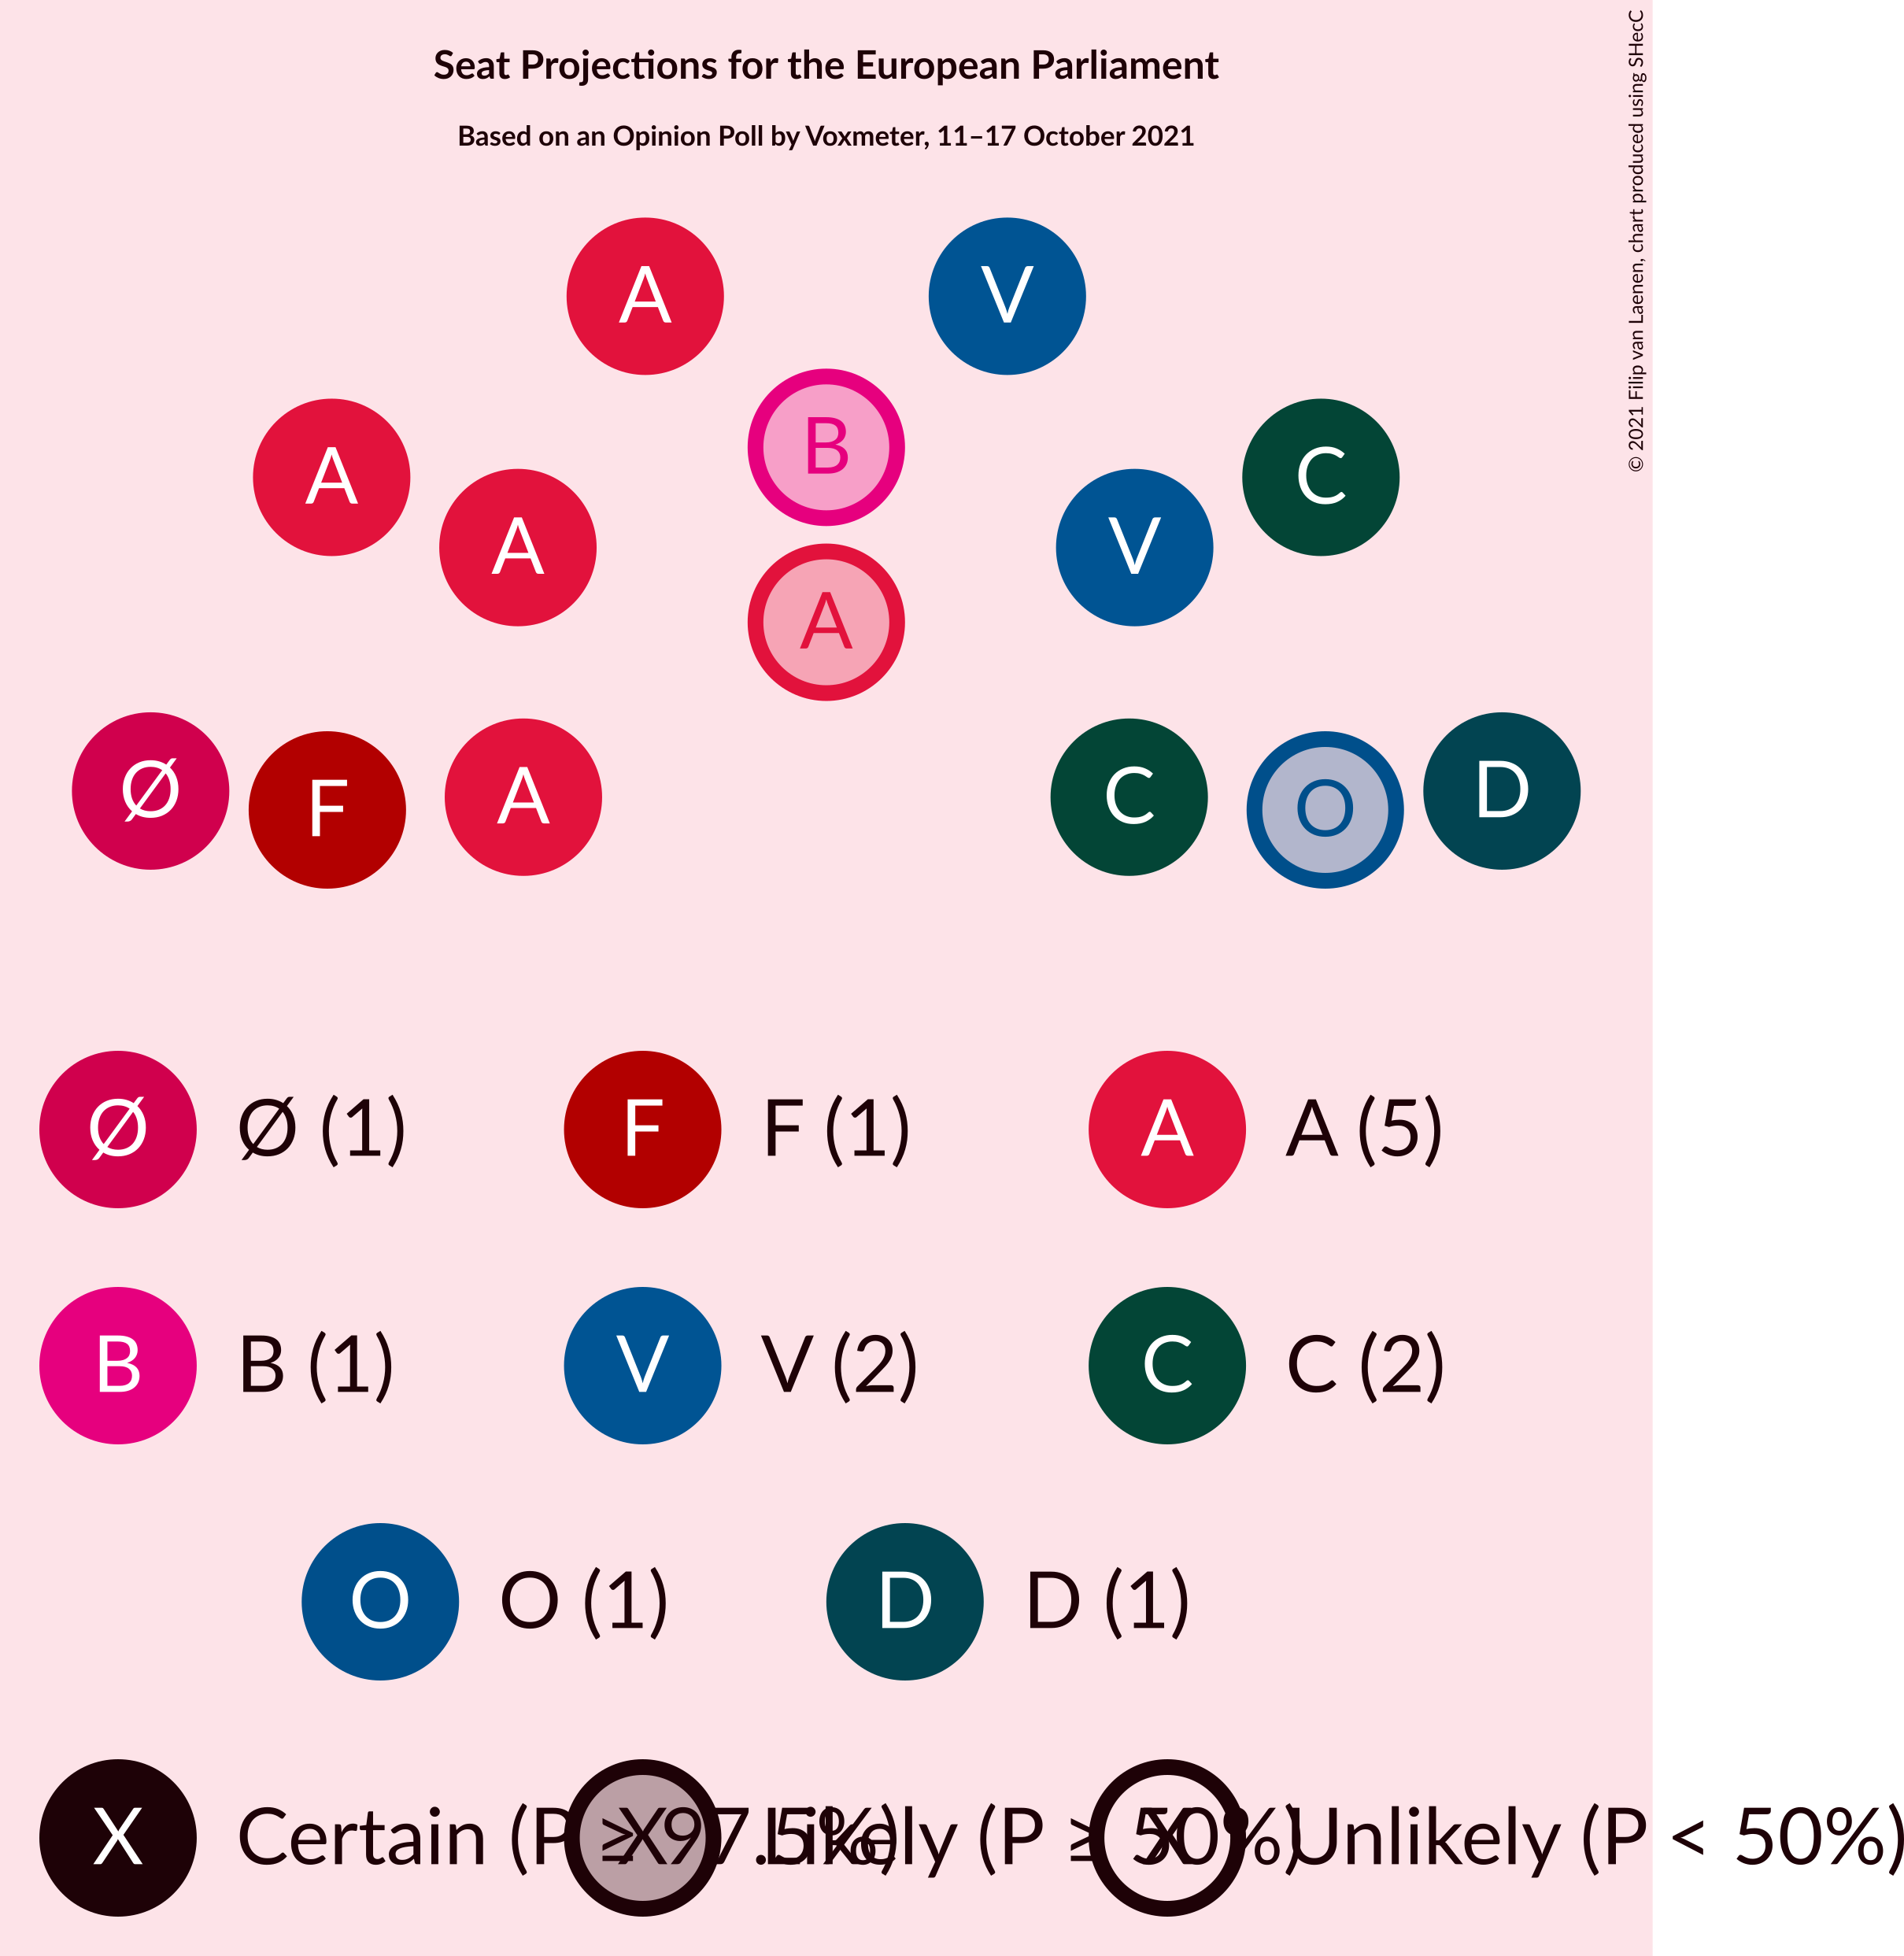 Seat Projections for the European Parliament
Based on an Opinion Poll by Voxmeter, 11–17 October 2021
© 2021 Filip van Laenen, chart produced using SHecC
A V
B
A C
A V
A
Ø D
F A C O
Ø Ø (1) F F (1) A A (5)
B B (1) V V (2) C C (2)
O O (1) D D (1)
X Certain (P ≥ 97.5%) X Likely (P ≥ 50%) X Unlikely (P < 50%)